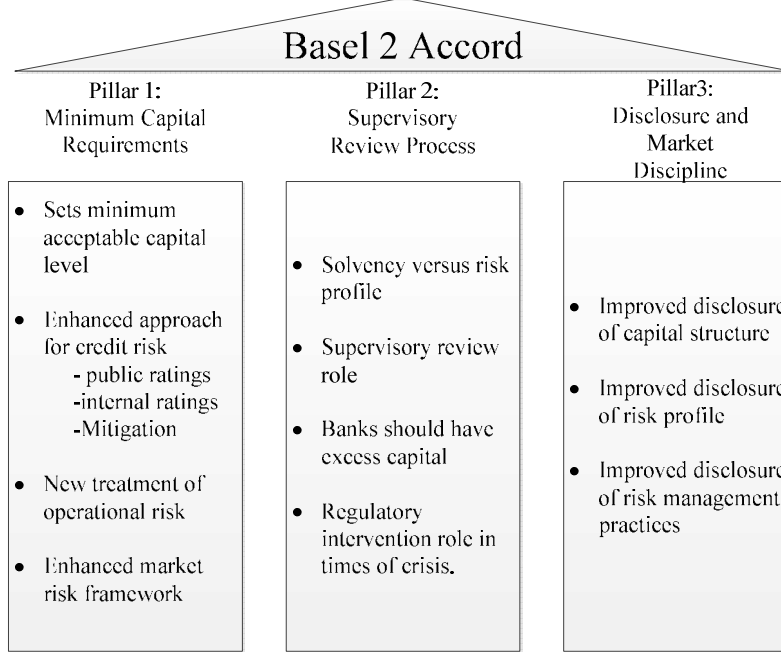 Basel 2 Accord
Pillar 1:
Minimum Capital
Requirements
• Sets minimum
acceptable capital
level
• Enhanced approach
for credit risk
- public ratings
-internal ratings
-Mitigation
• New treatment of
operational risk
• Enhanced market
risk framework
Pillar 2:
Supervisory
Review Process
• Solvency versus risk
profile
• Supervisory review
role
• Banks should have
excess capital
• Regulatory
intervention role in
times of crisis.
Pillar3:
Disclosure and
Market
Discipline
• Improved disclosure
of capital structure
• Improved disclosure
of risk profile
• Improved disclosure
of risk management
practices